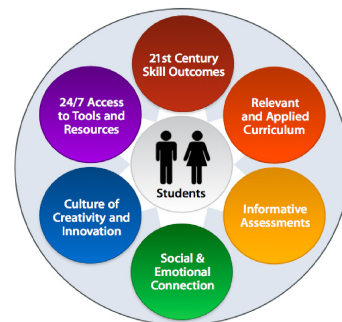 21st Century
Skill Outcomes
24/7 Access
to Tools and
Resources
Relevant
and Applied
Curriculum
Students
Culture of
Creativity and
Innovation
Informative
Assessments
Social &
Emotional
Connection